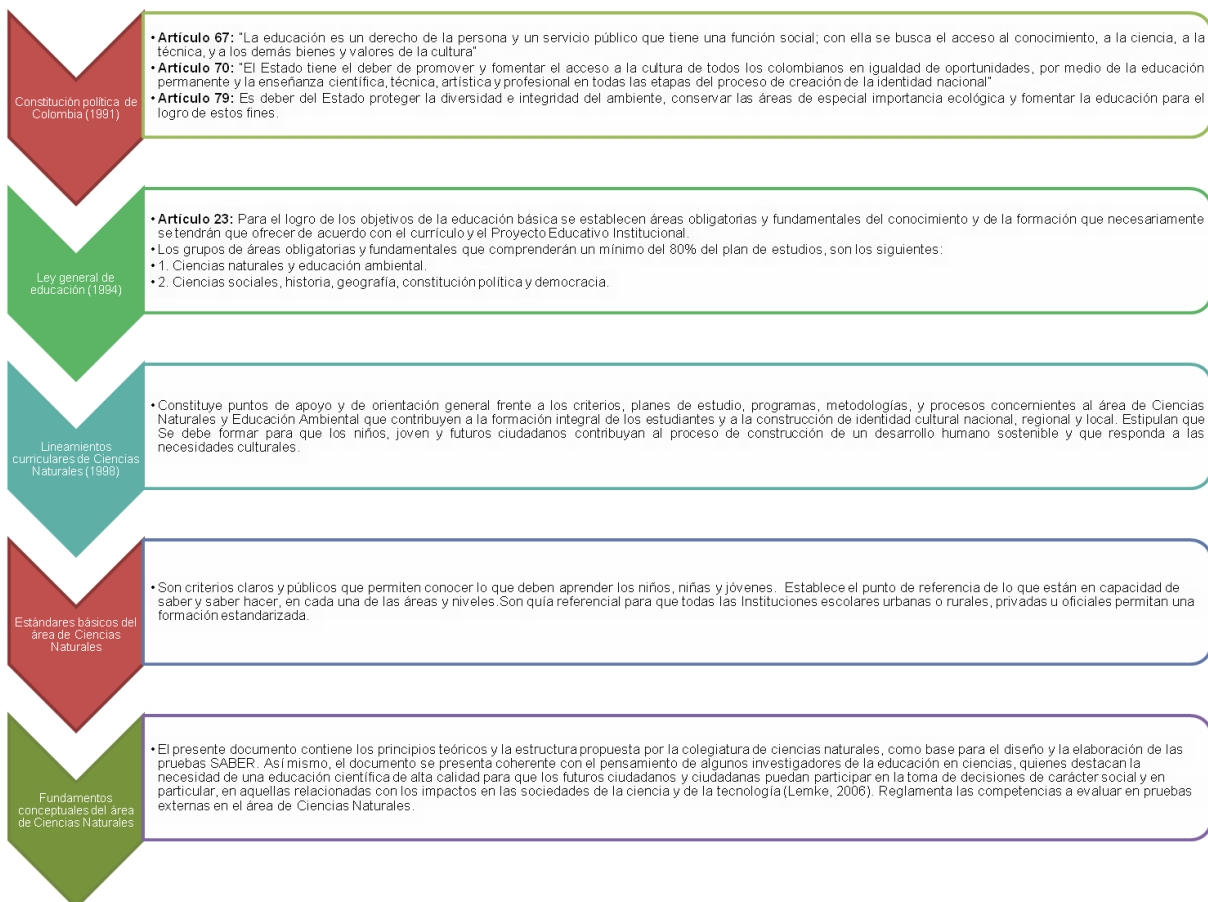 Constitución política de
Colombia (1991)
• Artículo 67: "La educación es un derecho de la persona y un servicio público que tiene una función social; con ella se busca el acceso al conocimiento, a la ciencia, a la
técnica, y a los demás bienes y valores de la cultura"
• Artículo 70: "El Estado tiene el deber de promover y fomentar el acceso a la cultura de todos los colombianos en igualdad de oportunidades, por medio de la educación
permanente y la enseñanza científica, técnica, artística y profesional en todas las etapas del proceso de creación de la identidad nacional"
• Artículo 79: Es deber del Estado proteger la diversidad e integridad del ambiente, conservar las áreas de especial importancia ecológica y fomentar la educación para el
logro de estos fines.
Ley general de
educación (1994)
• Artículo 23: Para el logro de los objetivos de la educación básica se establecen áreas obligatorias y fundamentales del conocimiento y de la formación que necesariamente
se tendrán que ofrecer de acuerdo con el currículo y el Proyecto Educativo Institucional.
• Los grupos de áreas obligatorias y fundamentales que comprenderán un mínimo del 80% del plan de estudios, son los siguientes:
• 1. Ciencias naturales y educación ambiental.
• 2. Ciencias sociales, historia, geografía, constitución política y democracia.
Lineamientos
curriculares de Ciencias
Naturales (1998)
• Constituye puntos de apoyo y de orientación general frente a los criterios, planes de estudio, programas, metodologías, y procesos concernientes al área de Ciencias
Naturales y Educación Ambiental que contribuyen a la formación integral de los estudiantes y a la construcción de identidad cultural nacional, regional y local. Estipulan que
Se debe formar para que los niños, joven y futuros ciudadanos contribuyan al proceso de construcción de un desarrollo humano sostenible y que responda a las
necesidades culturales.
Estándares básicos del
área de Ciencias
Naturales
• Son criterios claros y públicos que permiten conocer lo que deben aprender los niños, niñas y jóvenes. Establece el punto de referencia de lo que están en capacidad de
saber y saber hacer, en cada una de las áreas y niveles.Son guía referencial para que todas las Instituciones escolares urbanas o rurales, privadas u oficiales permitan una
formación estandarizada.
Fundamentos
conceptuales del área
de Ciencias Naturales
• El presente documento contiene los principios teóricos y la estructura propuesta por la colegiatura de ciencias naturales, como base para el diseño y la elaboración de las
pruebas SABER. Así mismo, el documento se presenta coherente con el pensamiento de algunos investigadores de la educación en ciencias, quienes destacan la
necesidad de una educación científica de alta calidad para que los futuros ciudadanos y ciudadanas puedan participar en la toma de decisiones de carácter social y en
particular, en aquellas relacionadas con los impactos en las sociedades de la ciencia y de la tecnología (Lemke, 2006). Reglamenta las competencias a evaluar en pruebas
externas en el área de Ciencias Naturales.